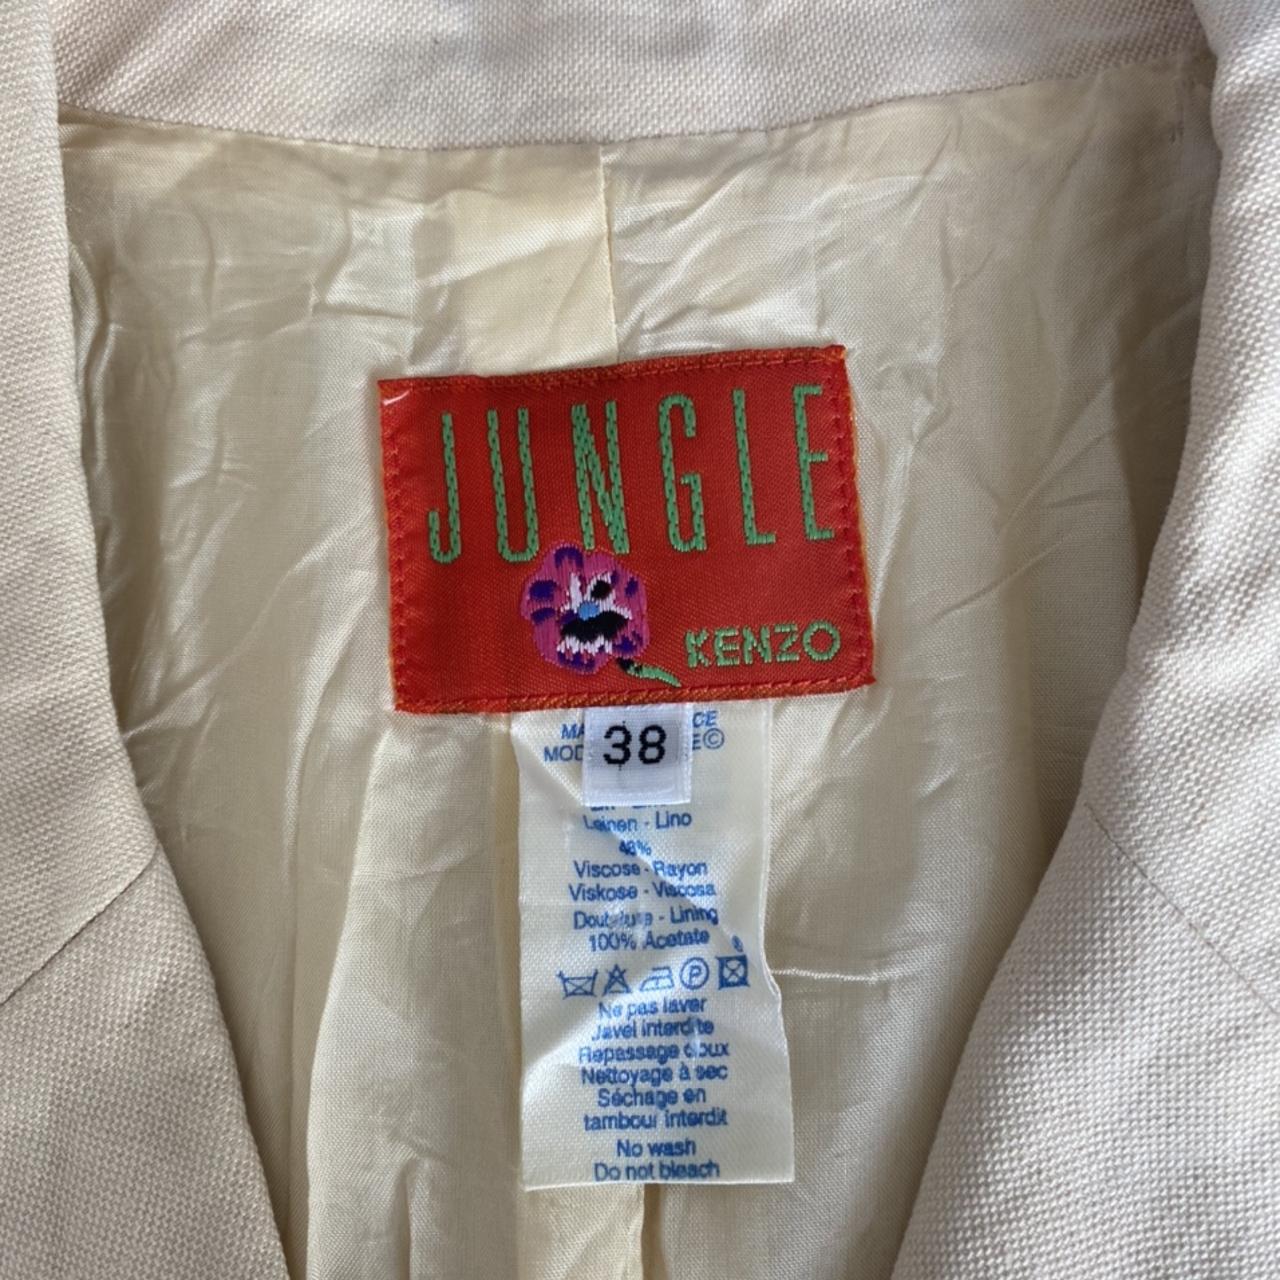 JUNGLE
KENZO
38
Leinen - Lino
48%
Viscose - Rayon
Viskose - Viscosa
Doublure - Lining
100% Acetate
P
Ne pas laver
Javel interdite
Repassage doux
Nettoyage à sec
Séchage en
tambour interdit
No wash
Do not bleach